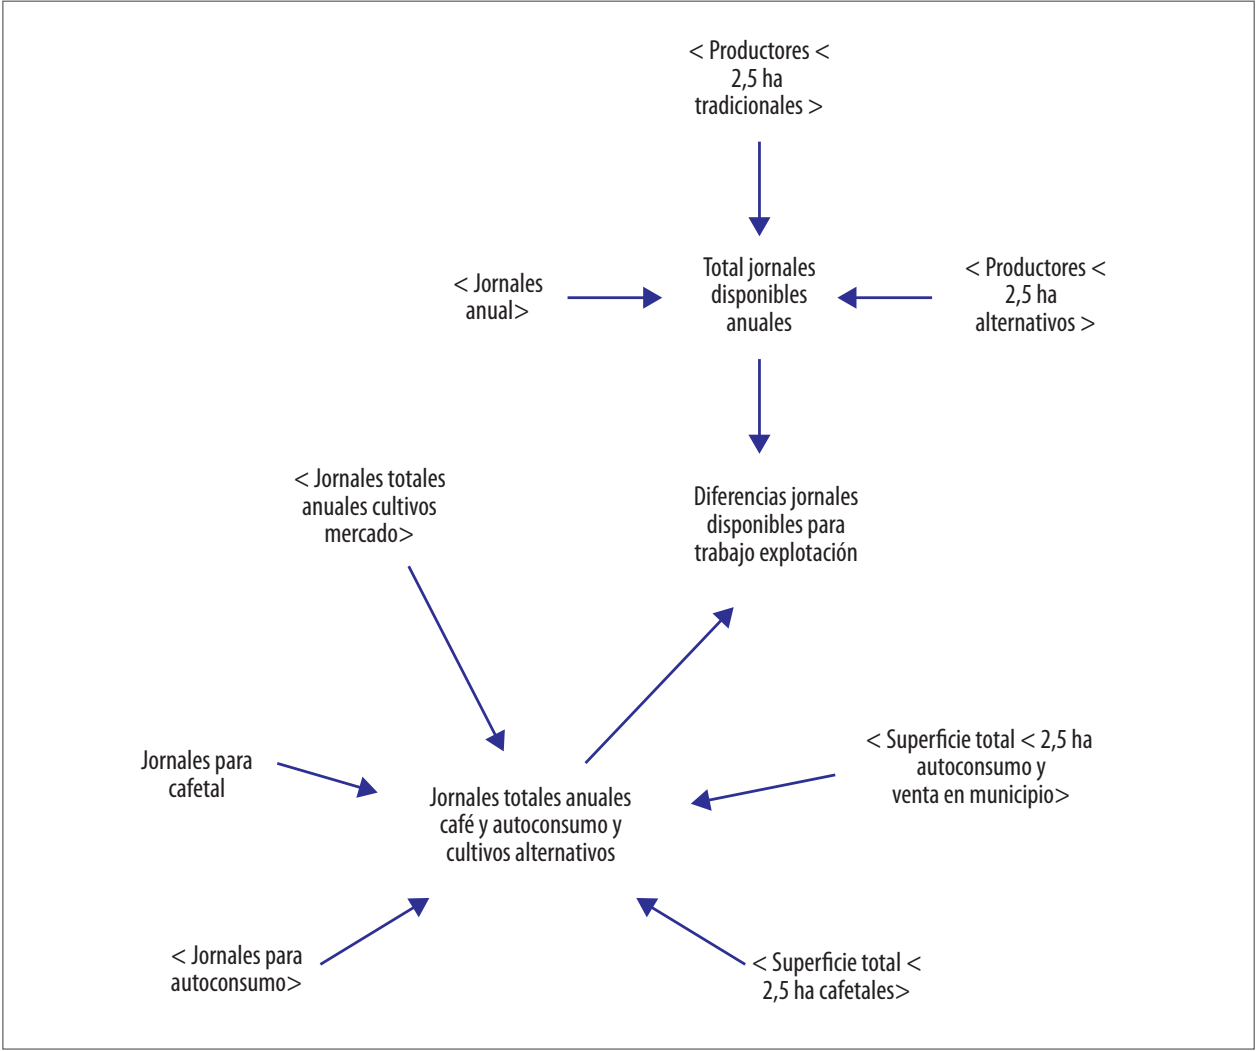 < Productores <
2,5 ha
tradicionales >
< Jornales
anual>
Total jornales
disponibles
anuales
< Productores <
2,5 ha
alternativos >
< Jornales totales
anuales cultivos
mercado>
Diferencias jornales
disponibles para
trabajo explotación
Jornales para
cafetal
Jornales totales anuales
café y autoconsumo y
cultivos alternativos
< Superficie total < 2,5 ha
autoconsumo y
venta en municipio>
< Jornales para
autoconsumo>
< Superficie total <
2,5 ha cafetales>